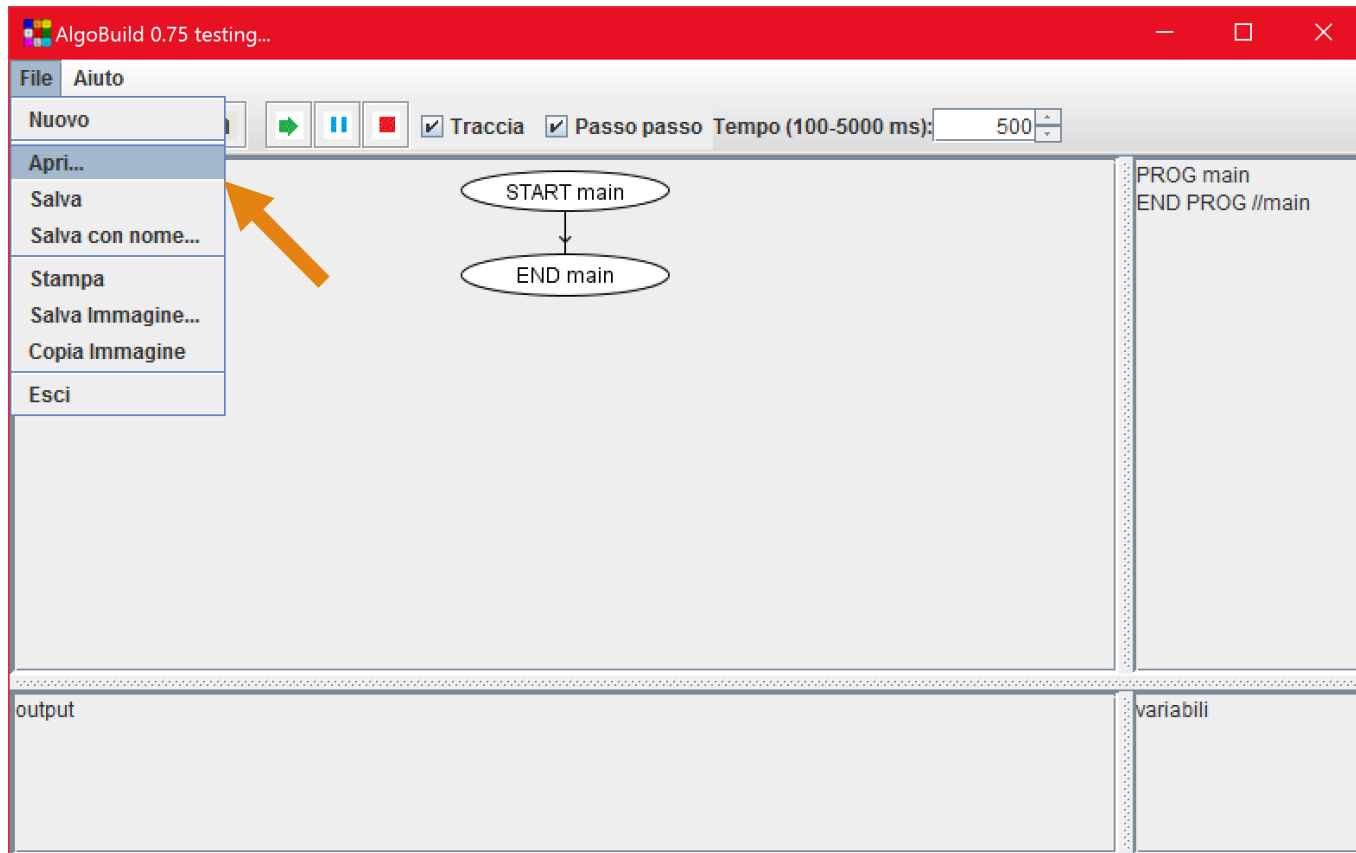 AlgoBuild 0.75 testing...
File Aiuto
Nuovo
Apri...
Salva
Salva con nome...
Stampa
Salva Immagine...
Copia Immagine
Esci
Traccia Passo passo Tempo (100-5000 ms): 500
START main
END main
PROG main
END PROG //main
output
variabili